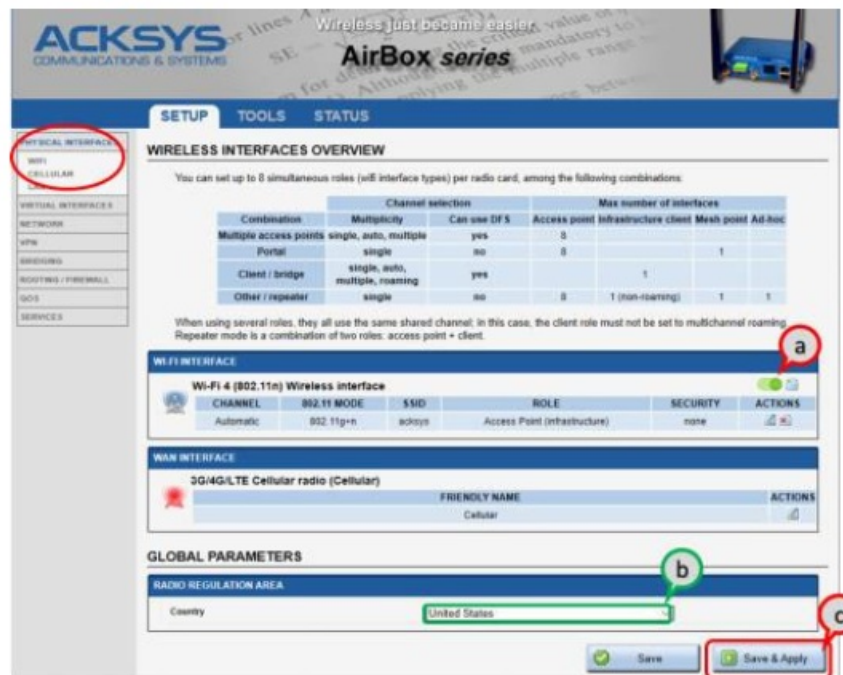 ACKSYS
COMMUNICATIONS & SYSTEMS
Wireless just became easier
AirBox series
SETUP TOOLS STATUS
PHYSICAL INTERFACES
WIFI
CELLULAR
VIRTUAL INTERFACES
NETWORK
VPN
BRIDGING
ROUTING / FIREWALL
QOS
SERVICES
WIRELESS INTERFACES OVERVIEW
You can set up to 8 simultaneous roles (wifi interface types) per radio card, among the following combinations:
Channel selection Max number of interfaces
Combination Multiplicity Can use DFS Access point Infrastructure client Mesh point Ad-hoc
Multiple access points single, auto, multiple yes 8
Portal single no 8 1
Client / bridge single, auto, multiple, roaming yes 1
Other / repeater single no 8 1 (non-roaming) 1 1
When using several roles, they all use the same shared channel; in this case, the client role must not be set to multichannel roaming.
Repeater mode is a combination of two roles: access point + client.
a
WI-FI INTERFACE
Wi-Fi 4 (802.11n) Wireless interface
CHANNEL 802.11 MODE SSID ROLE SECURITY ACTIONS
Automatic 802.11g+n acksys Access Point (infrastructure) none
WAN INTERFACE
3G/4G/LTE Cellular radio (Cellular)
FRIENDLY NAME ACTIONS
Cellular
GLOBAL PARAMETERS
b
RADIO REGULATION AREA
Country United States
c
Save Save & Apply